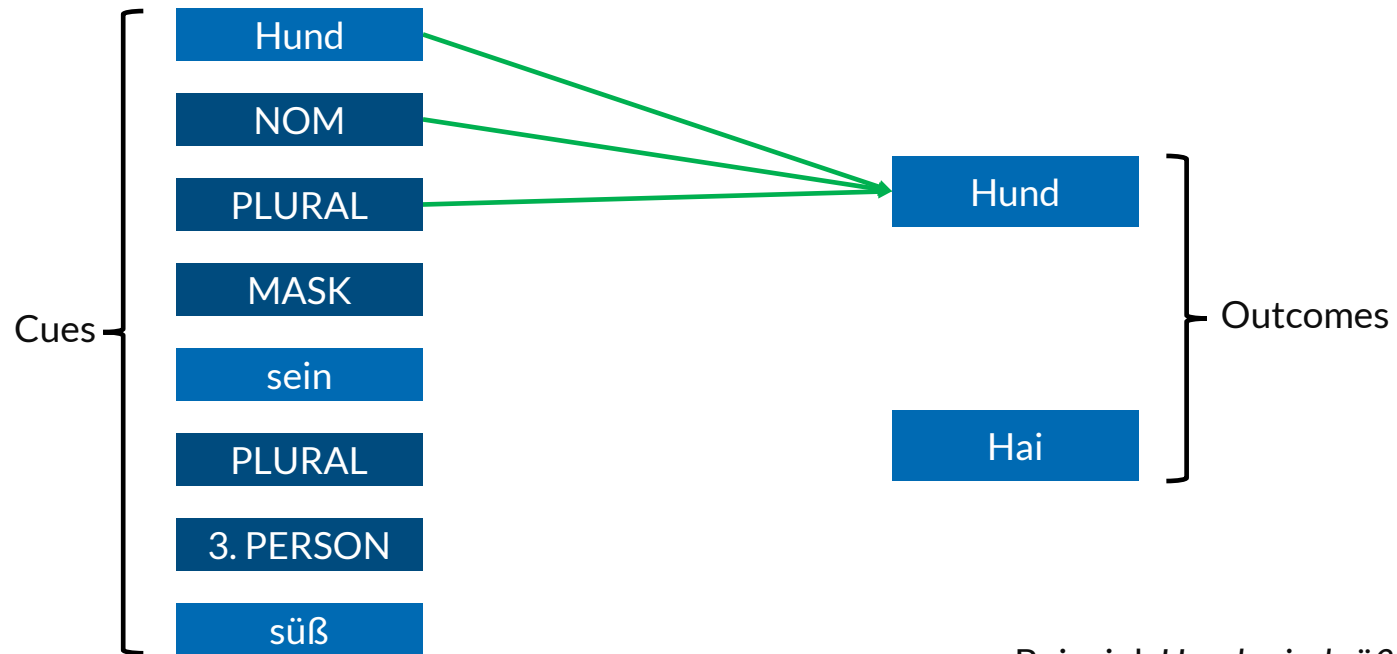 Hund
NOM
PLURAL
MASK
sein
PLURAL
3. PERSON
süß
Cues
Hund
Hai
Outcomes